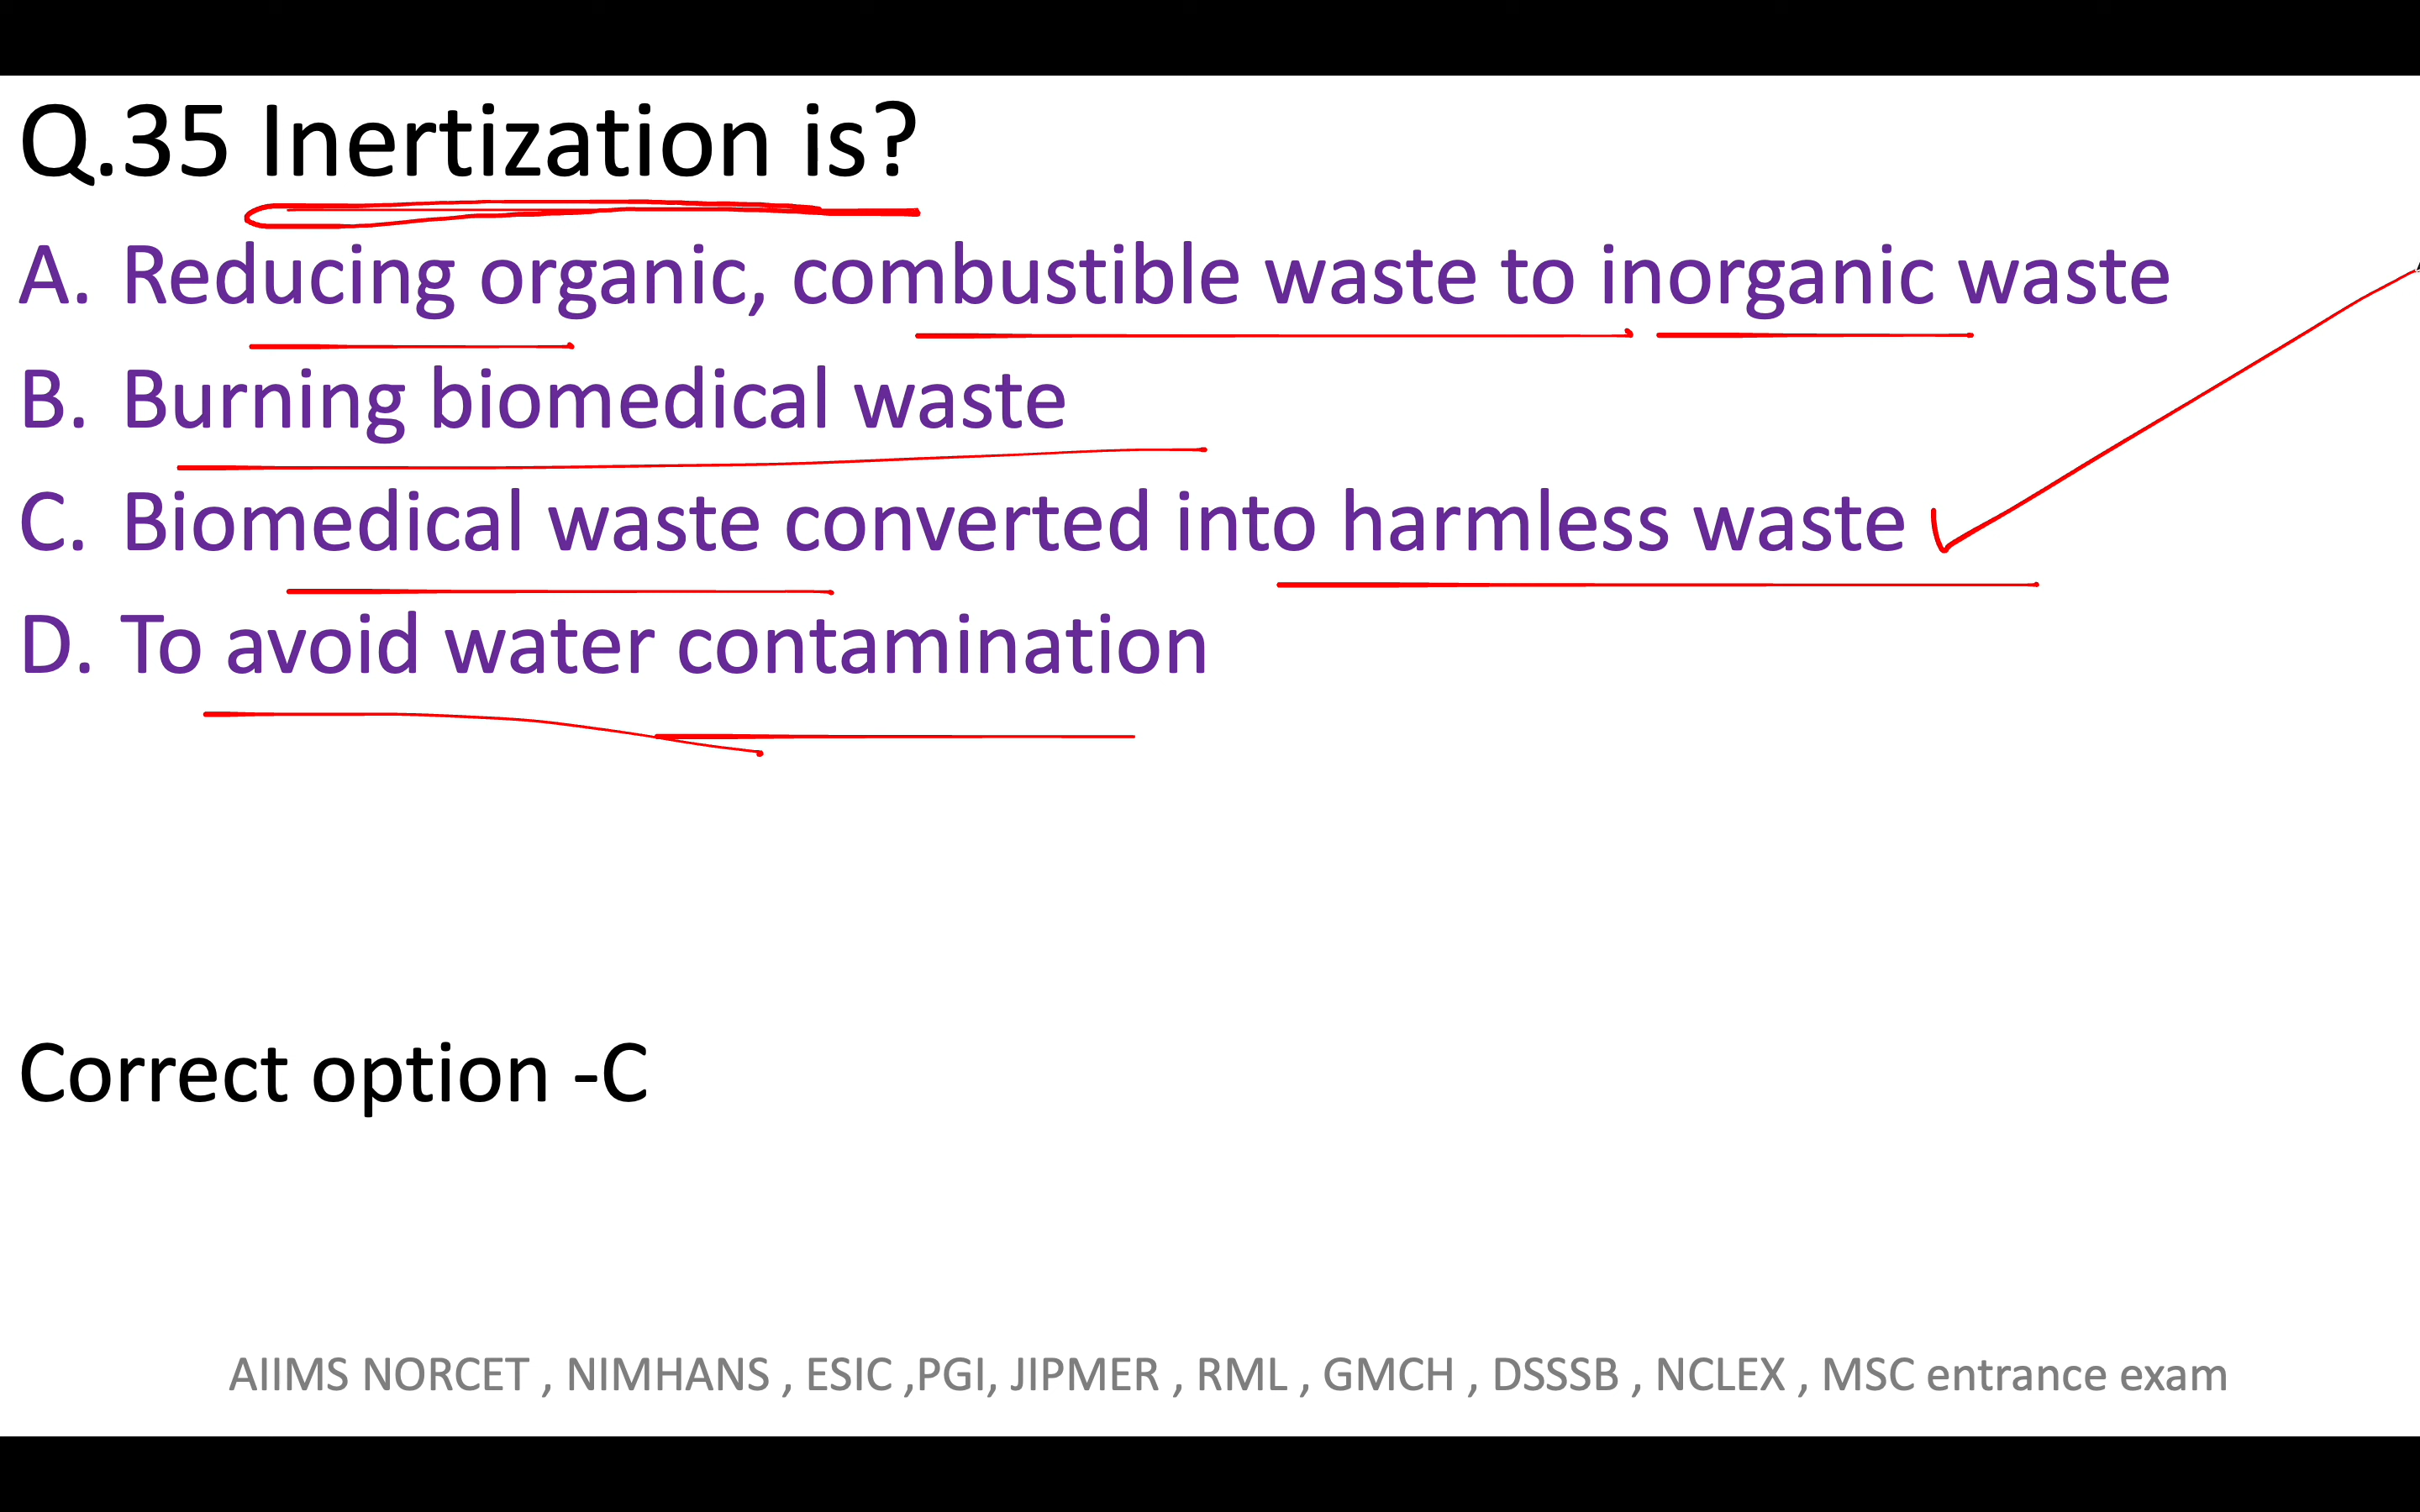 Q.35 Inertization is?
A. Reducing organic, combustible waste to inorganic waste
B. Burning biomedical waste
C. Biomedical waste converted into harmless waste
D. To avoid water contamination
Correct option -C
AIIMS NORCET , NIMHANS , ESIC ,PGI, JIPMER , RML , GMCH , DSSSB , NCLEX , MSC entrance exam